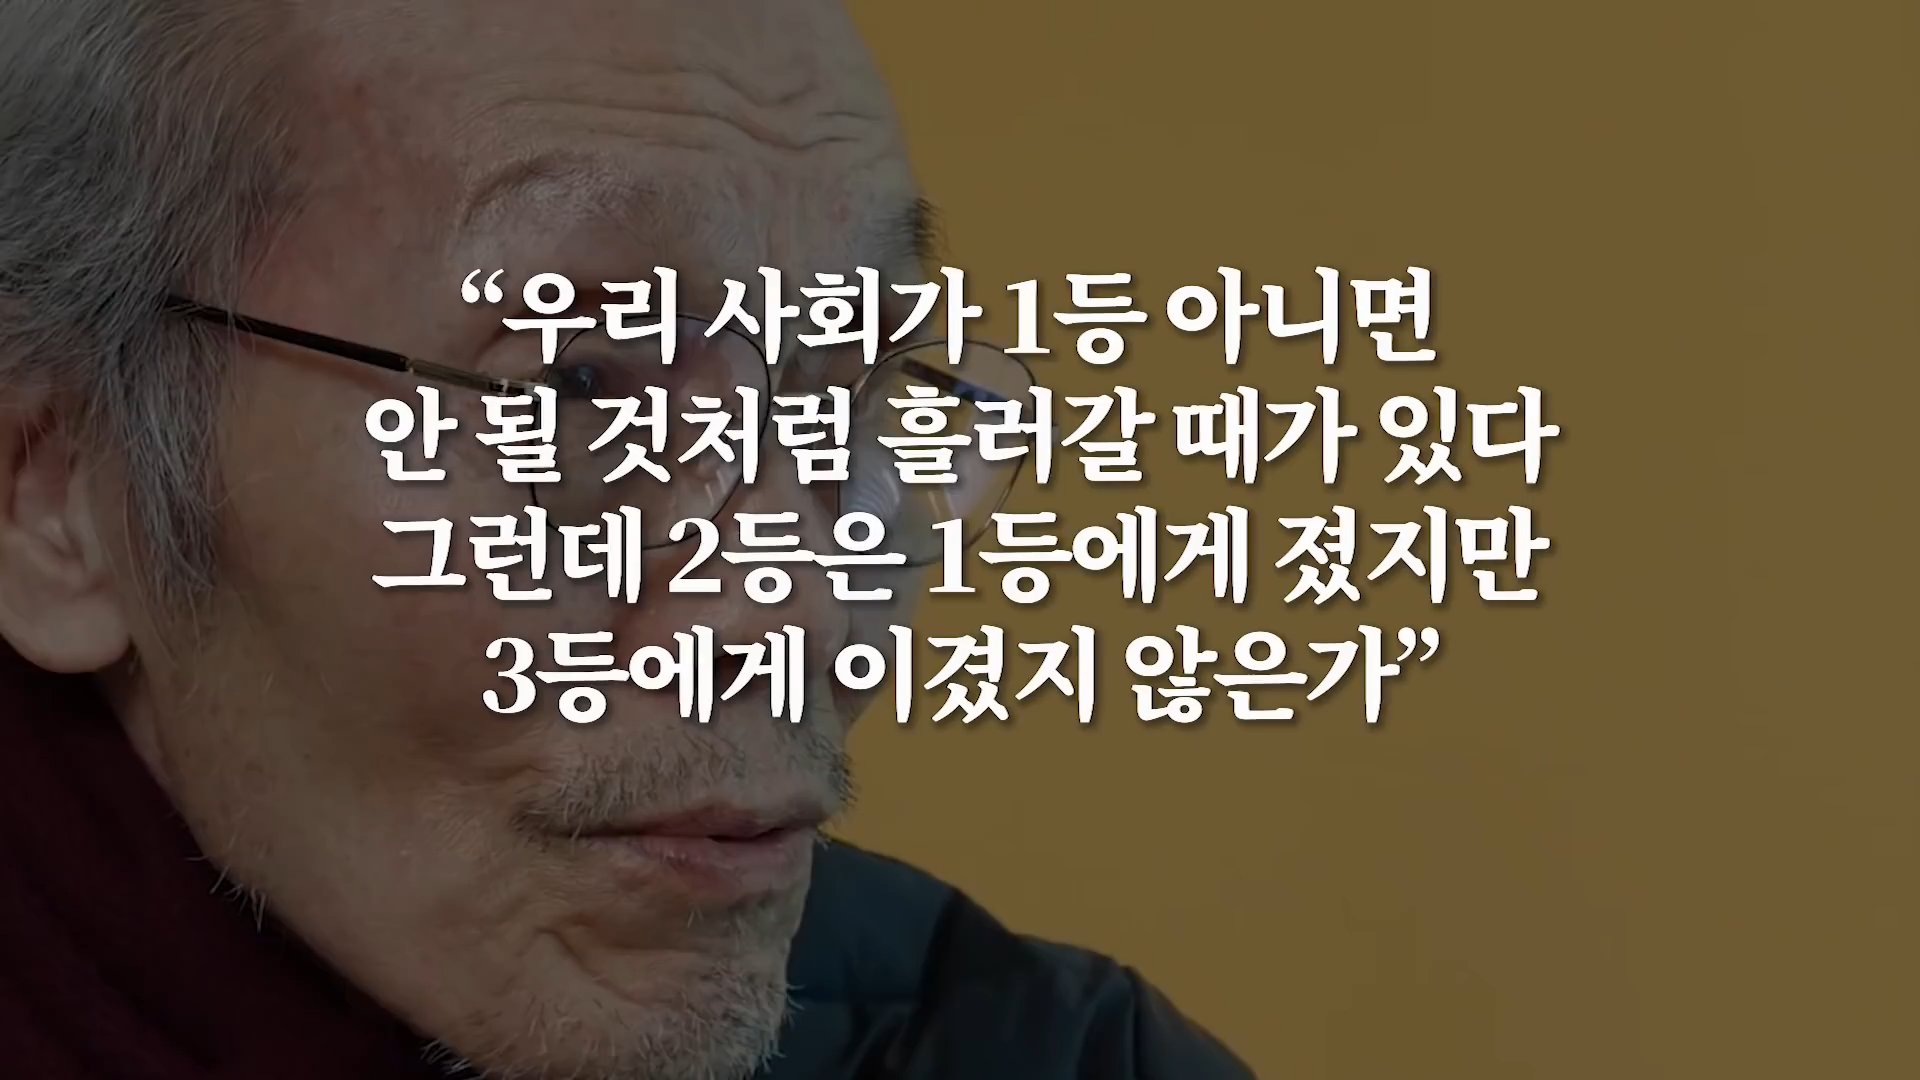 “우리 사회가 1등 아니면
안 될 것처럼 흘러갈 때가 있다
그런데 2등은 1등에게 졌지만
3등에게 이겼지 않은가”